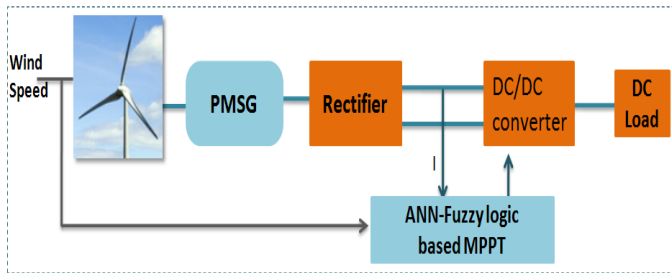 Wind
Speed
PMSG
Rectifier
DC/DC
converter
DC
Load
I
ANN-Fuzzy logic
based MPPT